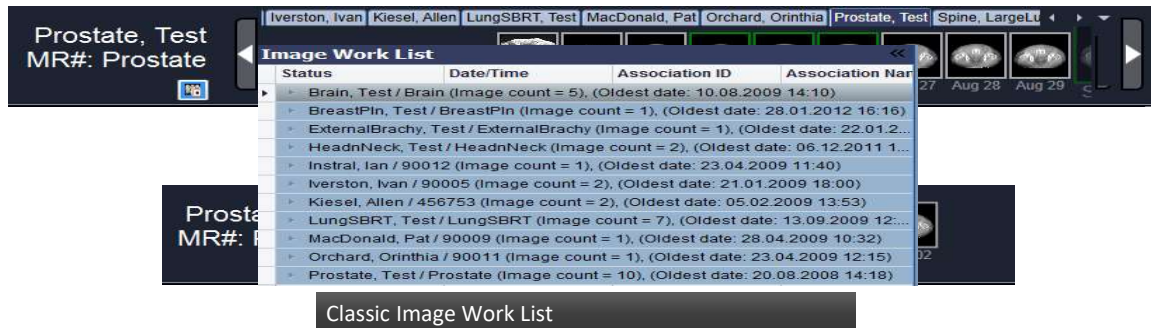 Iverston, Ivan Kiesel, Allen LungSBRT, Test MacDonald, Pat Orchard, Orinthia Prostate, Test Spine, LargeLu
Prostate, Test
MR#: Prostate
27 Aug 28 Aug 29
Image Work List
Status Date/Time Association ID Association Nar
Brain, Test / Brain (Image count = 5), (Oldest date: 10.08.2009 14:10)
BreastPln, Test / BreastPln (Image count = 1), (Oldest date: 28.01.2012 16:16)
ExternalBrachy, Test / ExternalBrachy (Image count = 1), (Oldest date: 22.01.2...
HeadnNeck, Test / HeadnNeck (Image count = 2), (Oldest date: 06.12.2011 1...
Instral, Ian / 90012 (Image count = 1), (Oldest date: 23.04.2009 11:40)
Iverston, Ivan / 90005 (Image count = 2), (Oldest date: 21.01.2009 18:00)
Kiesel, Allen / 456753 (Image count = 2), (Oldest date: 05.02.2009 13:53)
LungSBRT, Test / LungSBRT (Image count = 7), (Oldest date: 13.09.2009 12:...
MacDonald, Pat / 90009 (Image count = 1), (Oldest date: 28.04.2009 10:32)
Orchard, Orinthia / 90011 (Image count = 1), (Oldest date: 23.04.2009 12:15)
Prostate, Test / Prostate (Image count = 10), (Oldest date: 20.08.2008 14:18)
Prosta
MR#:
02
Classic Image Work List